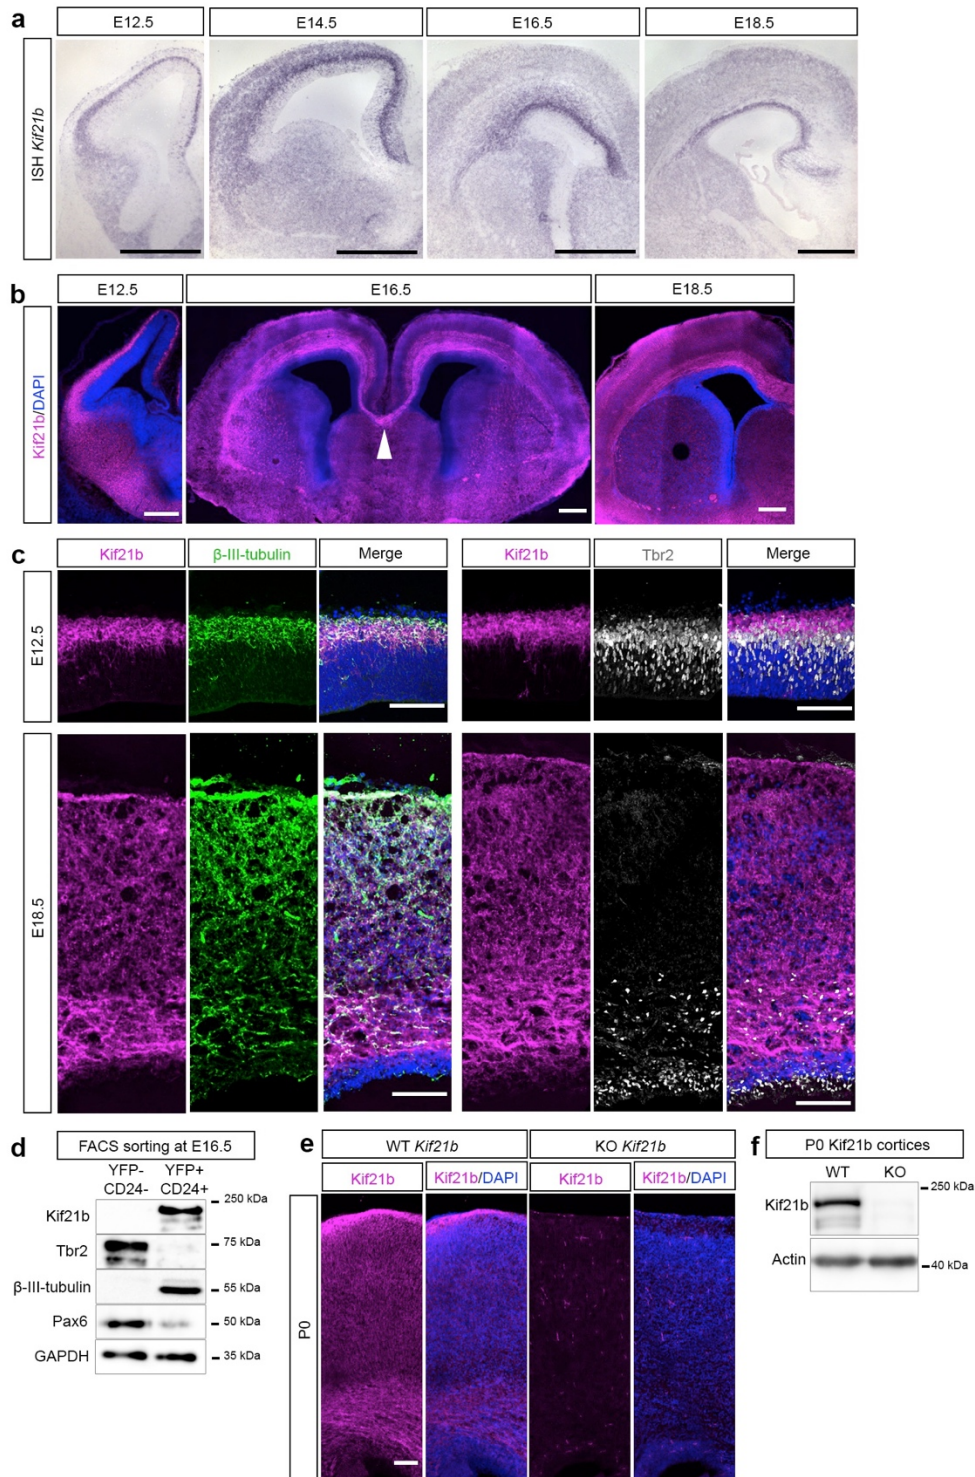 a
E12.5
E14.5
E16.5
E18.5
ISH Kif21b
b
E12.5
E16.5
E18.5
Kif21b/DAPI
c
Kif21b
β-III-tubulin
Merge
Kif21b
Tbr2
Merge
E12.5
E18.5
d
FACS sorting at E16.5
YFP- YFP+
CD24- CD24+
250 kDa
Kif21b
Tbr2
75 kDa
β-III-tubulin
55 kDa
Pax6
50 kDa
GAPDH
35 kDa
e
WT Kif21b
KO Kif21b
Kif21b
Kif21b/DAPI
Kif21b
Kif21b/DAPI
P0
f
P0 Kif21b cortices
WT KO
250 kDa
Kif21b
Actin
40 kDa